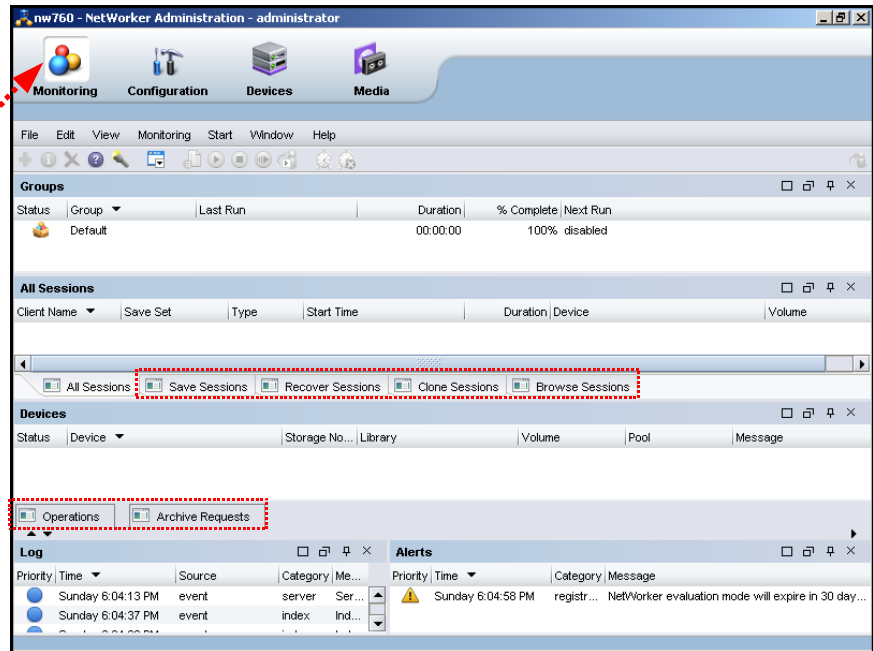 nw760 - NetWorker Administration - administrator
Monitoring Configuration Devices Media
File Edit View Monitoring Start Window Help
Groups
Status Group Last Run Duration % Complete Next Run
Default 00:00:00 100% disabled
All Sessions
Client Name Save Set Type Start Time Duration Device Volume
All Sessions Save Sessions Recover Sessions Clone Sessions Browse Sessions
Devices
Status Device Storage No... Library Volume Pool Message
Operations Archive Requests
Log
Priority Time Source Category Me...
Sunday 6:04:13 PM event server Ser...
Sunday 6:04:37 PM event index Ind...
Alerts
Priority Time Category Message
Sunday 6:04:58 PM registr... NetWorker evaluation mode will expire in 30 day...